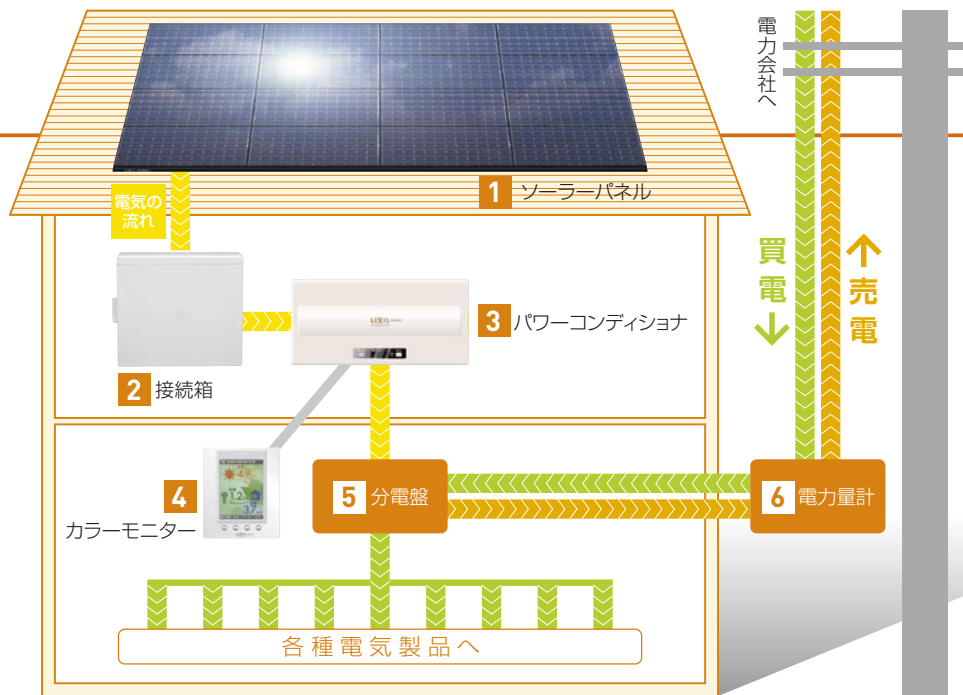 電力会社へ
1 ソーラーパネル
電気の
流れ
買電↓
↑売電
LIXIL
3 パワーコンディショナ
2 接続箱
4
カラーモニター
5 分電盤
6 電力量計
各種電気製品へ